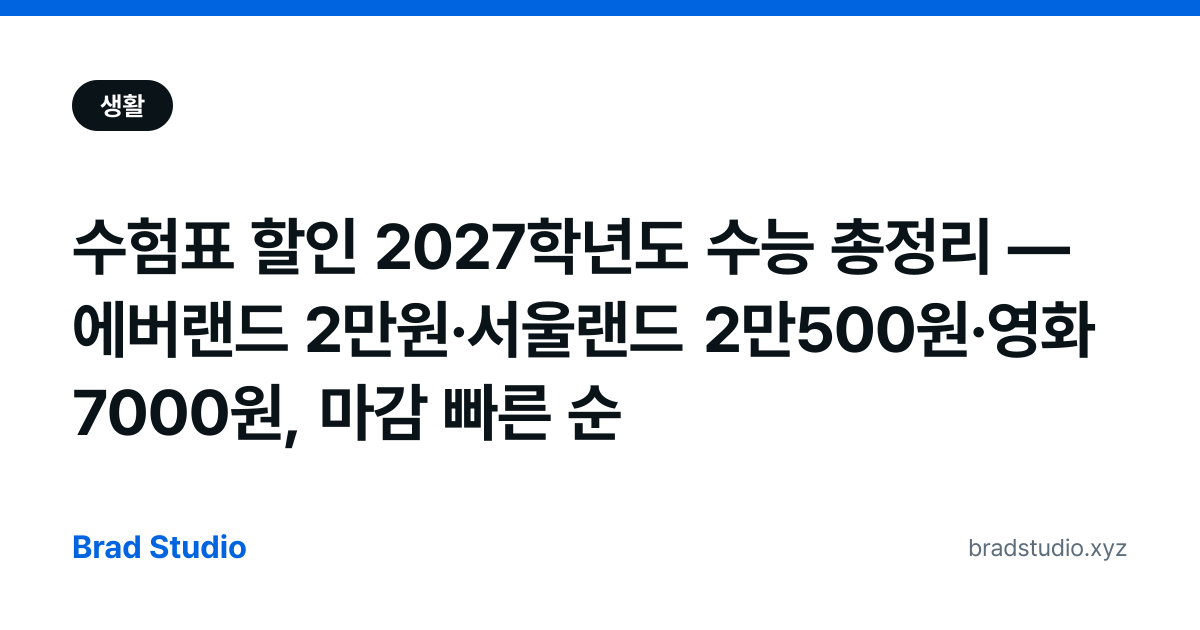 생활
수험표 할인 2027학년도 수능 총정리 —
에버랜드 2만원·서울랜드 2만500원·영화
7000원, 마감 빠른 순
Brad Studio
bradstudio.xyz